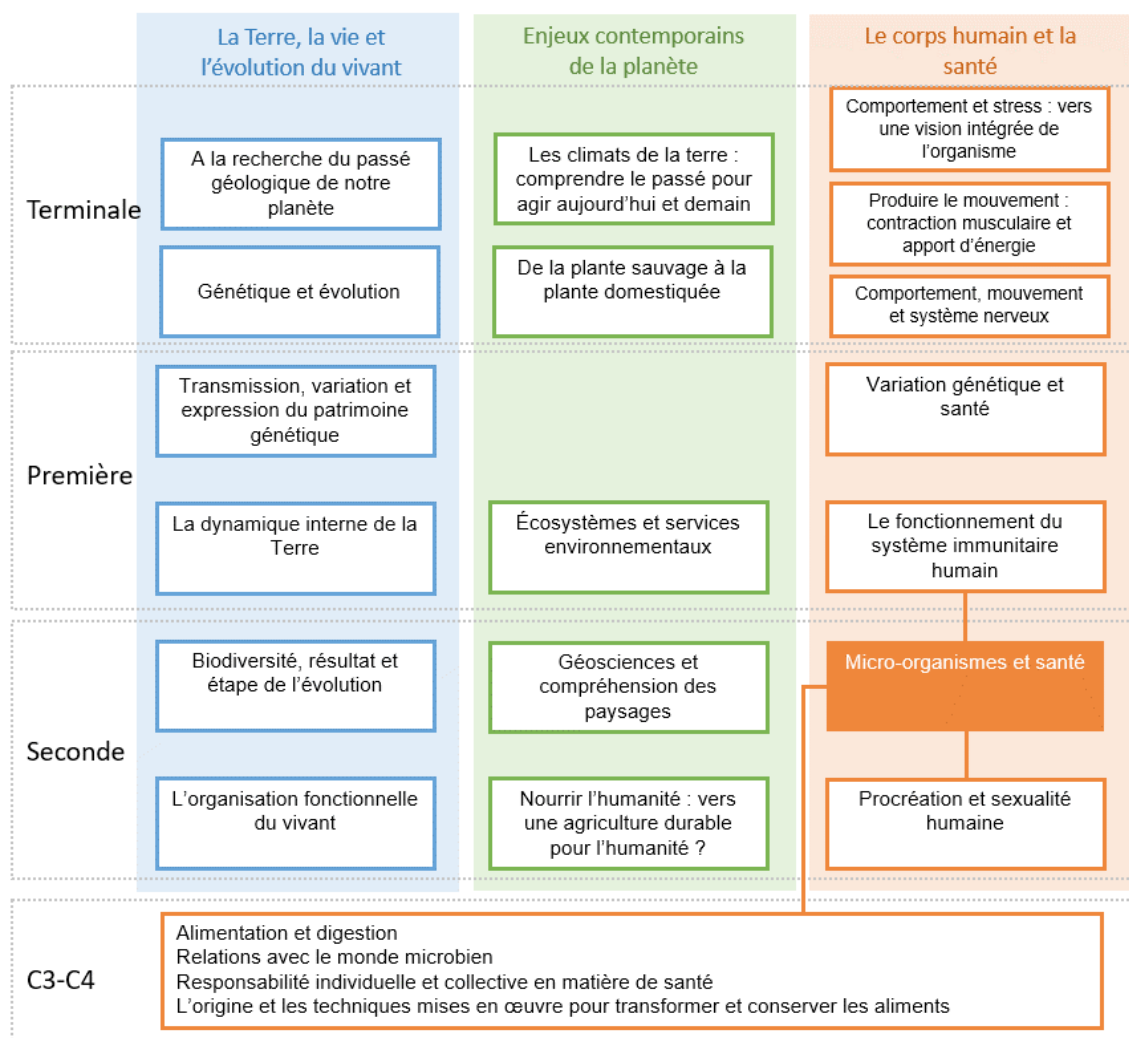 La Terre, la vie et
l'évolution du vivant
Enjeux contemporains
de la planète
Le corps humain et la
santé
Terminale
A la recherche du passé
géologique de notre
planète
Génétique et évolution
Les climats de la terre :
comprendre le passé pour
agir aujourd'hui et demain
De la plante sauvage à la
plante domestiquée
Comportement et stress : vers
une vision intégrée de
l'organisme
Produire le mouvement :
contraction musculaire et
apport d'énergie
Comportement, mouvement
et système nerveux
Première
Transmission, variation et
expression du patrimoine
génétique
La dynamique interne de la
Terre
Écosystèmes et services
environnementaux
Variation génétique et
santé
Le fonctionnement du
système immunitaire
humain
Seconde
Biodiversité, résultat et
étape de l'évolution
L'organisation fonctionnelle
du vivant
Géosciences et
compréhension des
paysages
Nourrir l'humanité : vers
une agriculture durable
pour l'humanité ?
Micro-organismes et santé
Procréation et sexualité
humaine
C3-C4
Alimentation et digestion
Relations avec le monde microbien
Responsabilité individuelle et collective en matière de santé
L'origine et les techniques mises en œuvre pour transformer et conserver les aliments